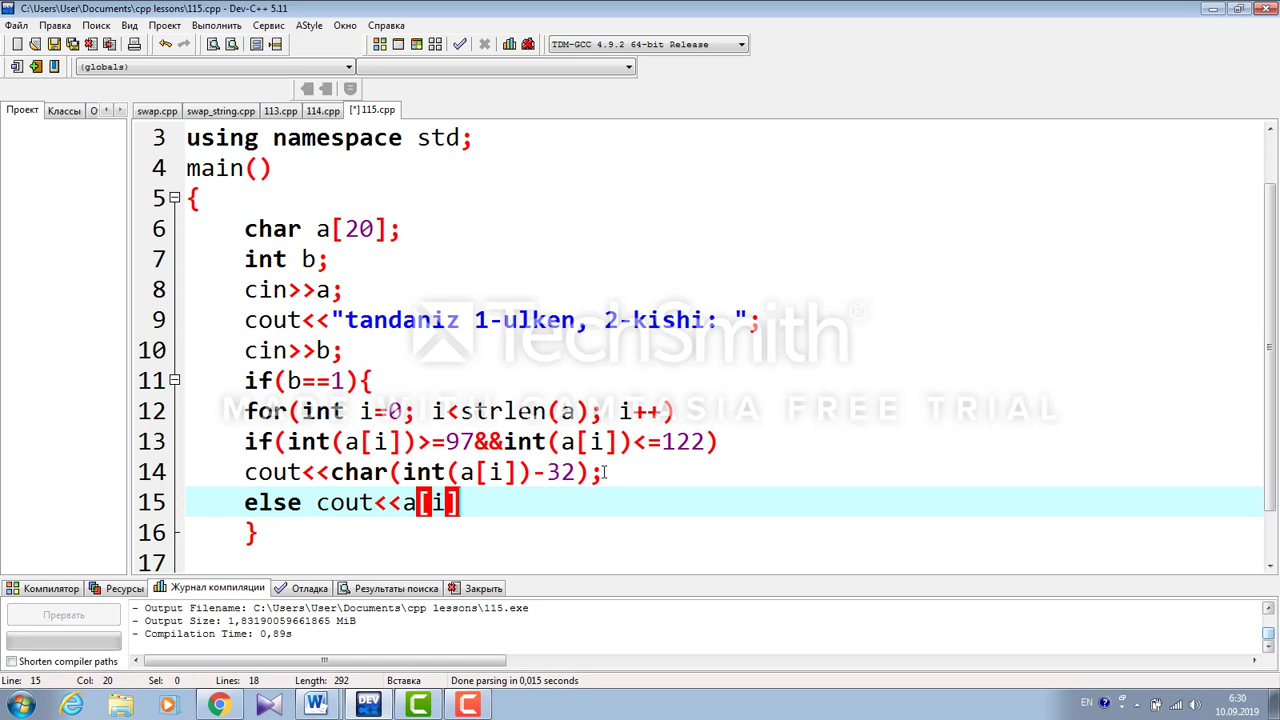 C:\Users\User\Documents\cpp lessons\115.cpp - Dev-C++ 5.11
Файл Правка Поиск Вид Проект Выполнить Сервис AStyle Окно Справка
TDM-GCC 4.9.2 64-bit Release
(globals)
Проект Классы О swap.cpp swap_string.cpp 113.cpp 114.cpp [*] 115.cpp
3 using namespace std;
4 main()
5 {
6 char a[20];
7 int b;
8 cin>>a;
9 cout<<"tandaniz 1-ulken, 2-kishi: ";
10 cin>>b;
11 if(b==1){
12 for(int i=0; i<strlen(a); i++)
13 if(int(a[i])>=97&&int(a[i])<=122)
14 cout<<char(int(a[i])-32);
15 else cout<<a[i]
16 }
17
TechSmith®
MADE WITH CAMTASIA FREE TRIAL
Компилятор Ресурсы Журнал компиляции Отладка Результаты поиска Закрыть
Прервать
Shorten compiler paths
- Output Filename: C:\Users\User\Documents\cpp lessons\115.exe
- Output Size: 1,83190059661865 MiB
- Compilation Time: 0,89s
Line: 15 Col: 20 Sel: 0 Lines: 18 Length: 292 Вставка Done parsing in 0,015 seconds
DEV EN 6:30
10.09.2019